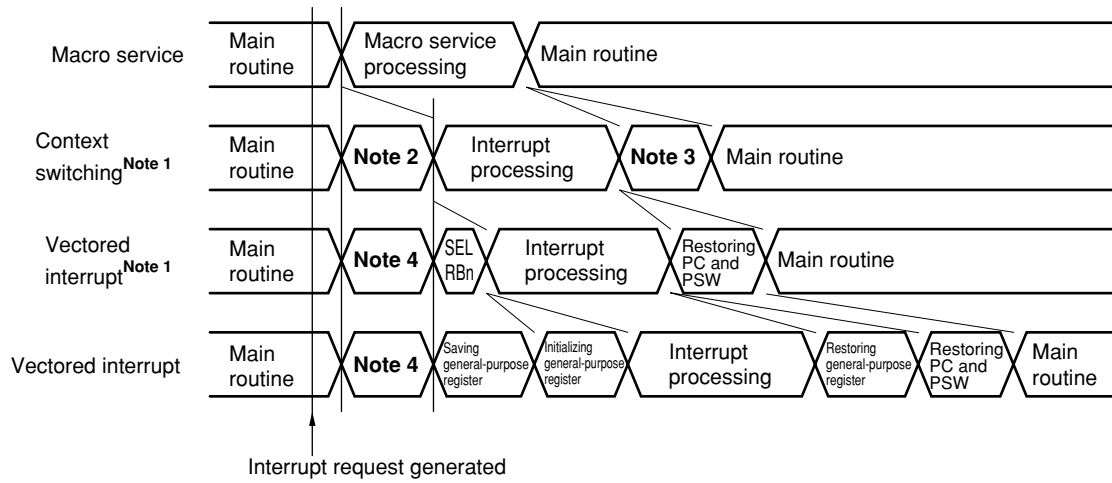 Macro service
Main
routine
Macro service
processing
Main routine
Context
switching Note 1
Main
routine
Note 2
Interrupt
processing
Note 3
Main routine
Vectored
interrupt Note 1
Main
routine
Note 4
SEL
RBn
Interrupt
processing
Restoring
PC and
PSW
Main routine
Vectored interrupt
Main
routine
Note 4
Saving
general-purpose
register
Initializing
general-purpose
register
Interrupt
processing
Restoring
general-purpose
register
Restoring
PC and
PSW
Main
routine
Interrupt request generated